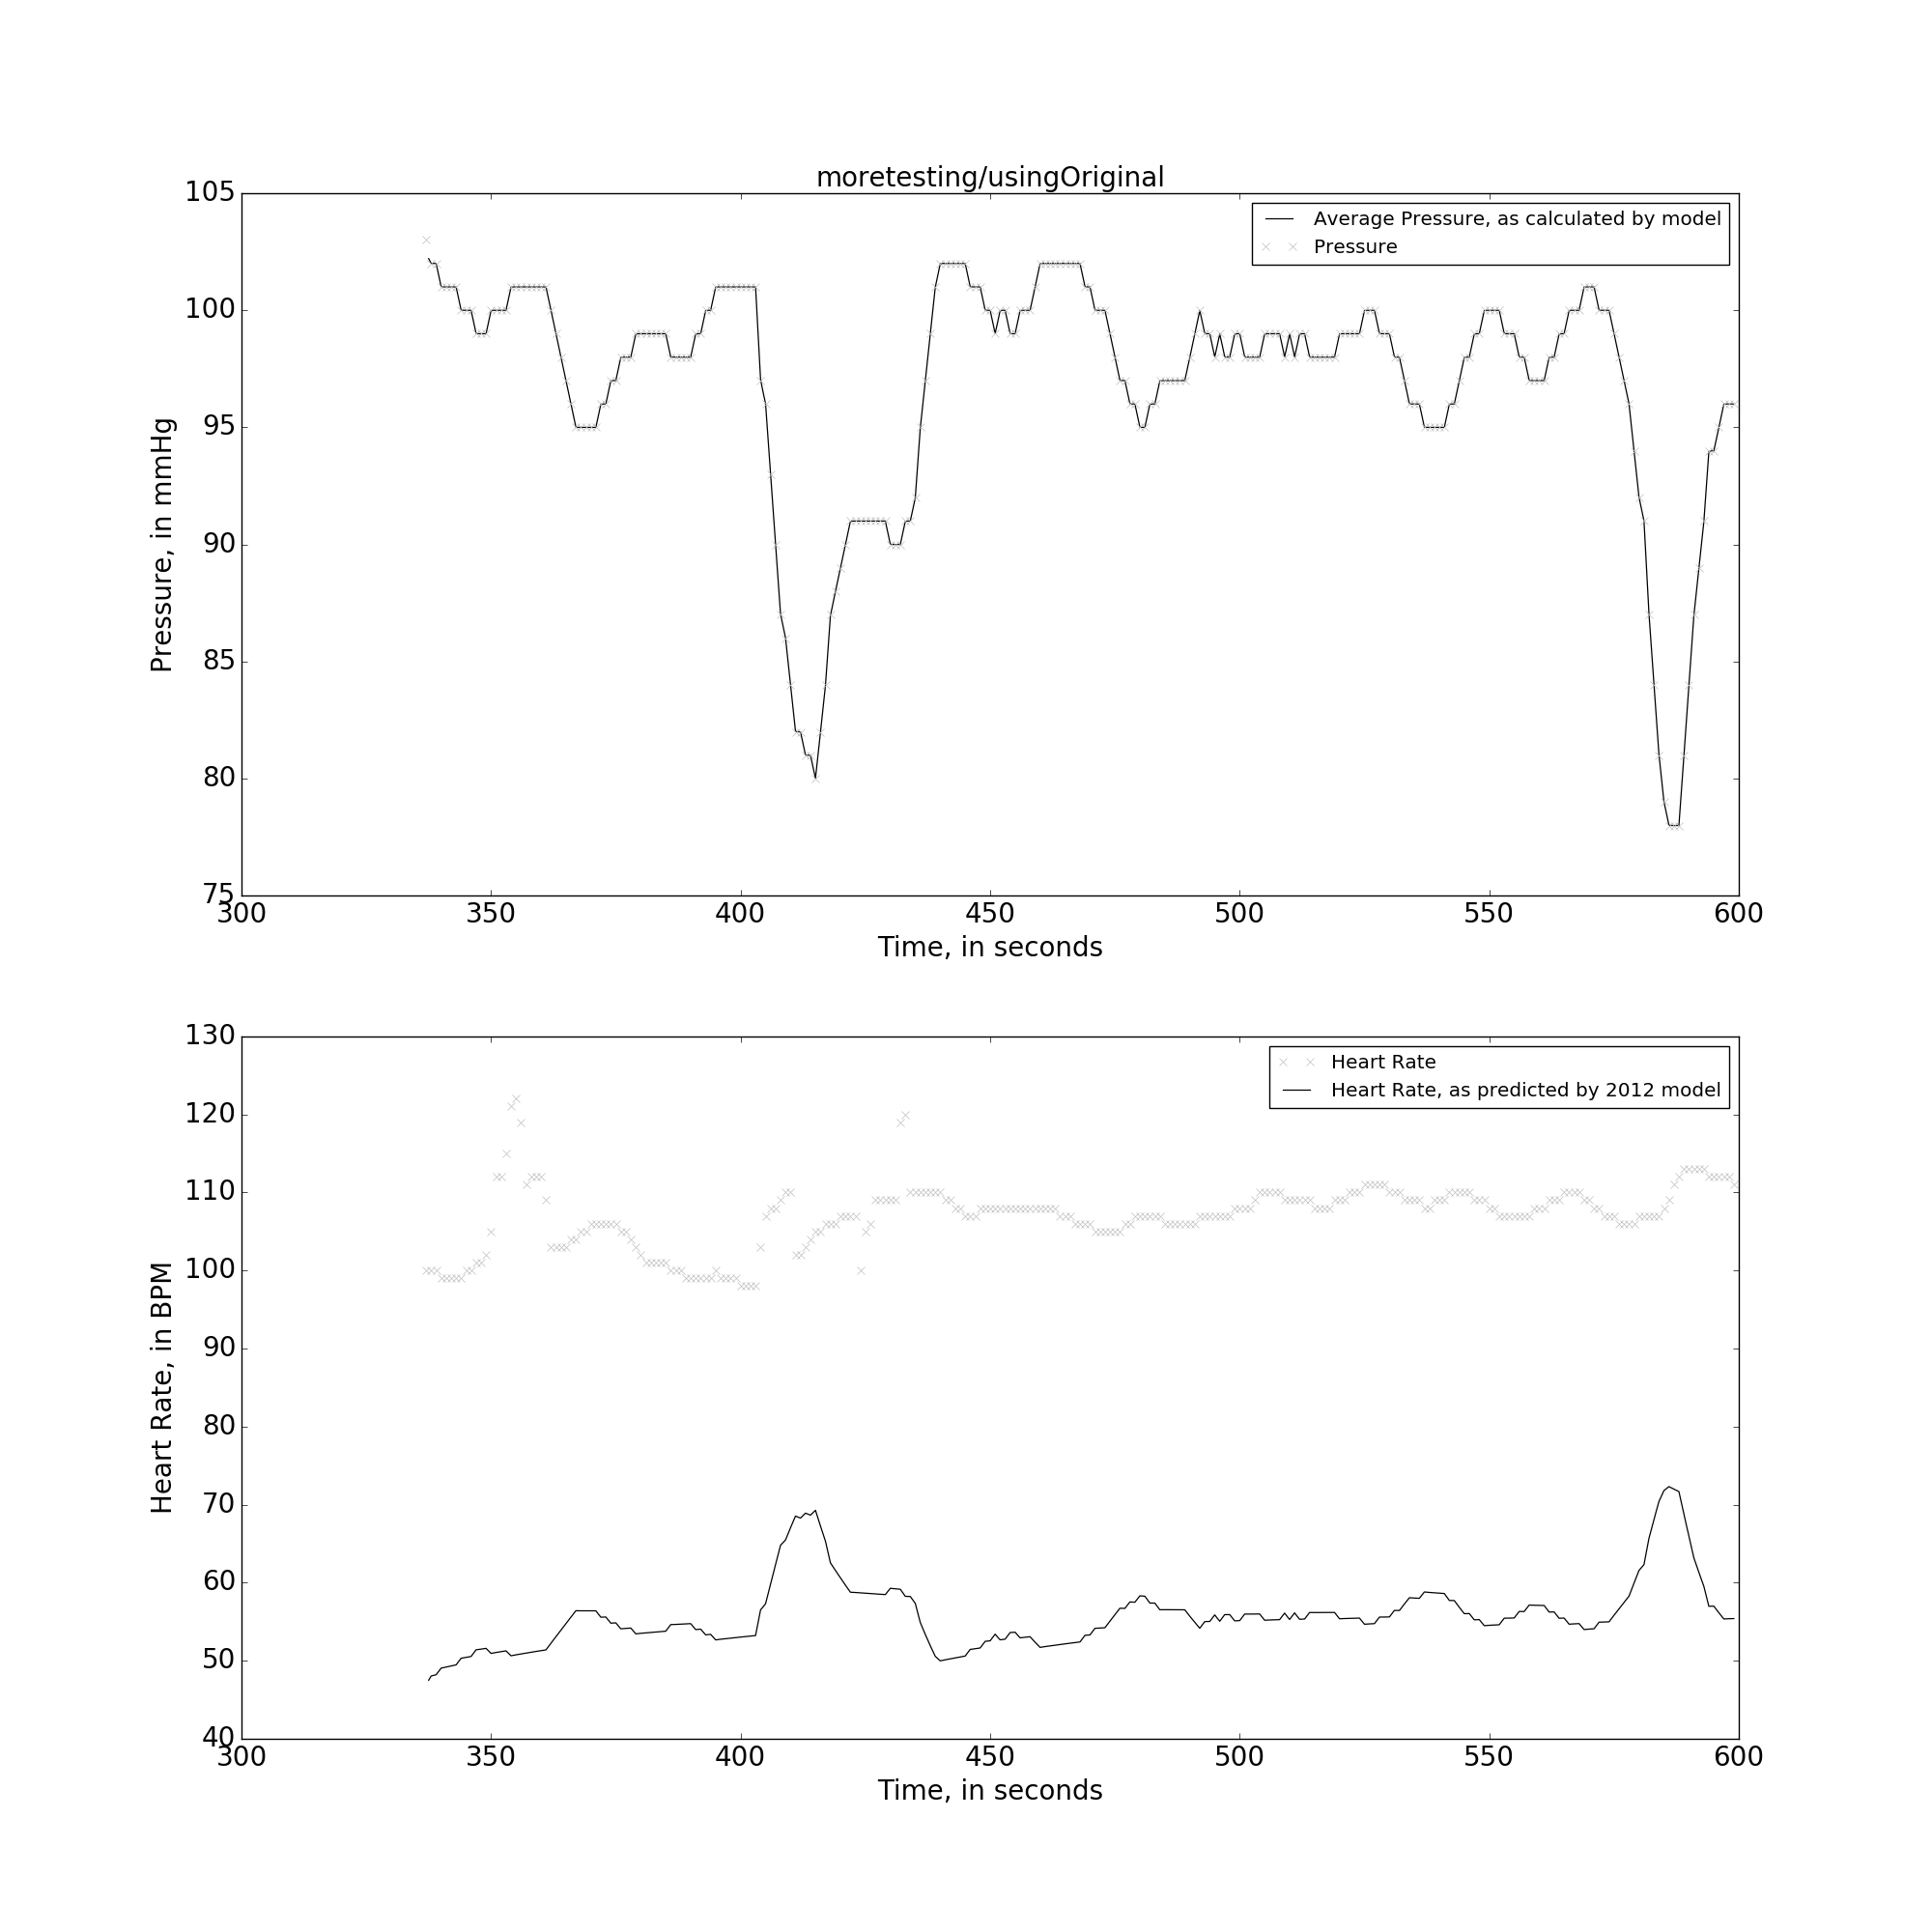 moretesting/usingOriginal
105
100
95
90
85
80
75
Pressure, in mmHg
Average Pressure, as calculated by model
Pressure
300 350 400 450 500 550 600
Time, in seconds
130
120
110
100
90
80
70
60
50
40
Heart Rate, in BPM
Heart Rate
Heart Rate, as predicted by 2012 model
300 350 400 450 500 550 600
Time, in seconds